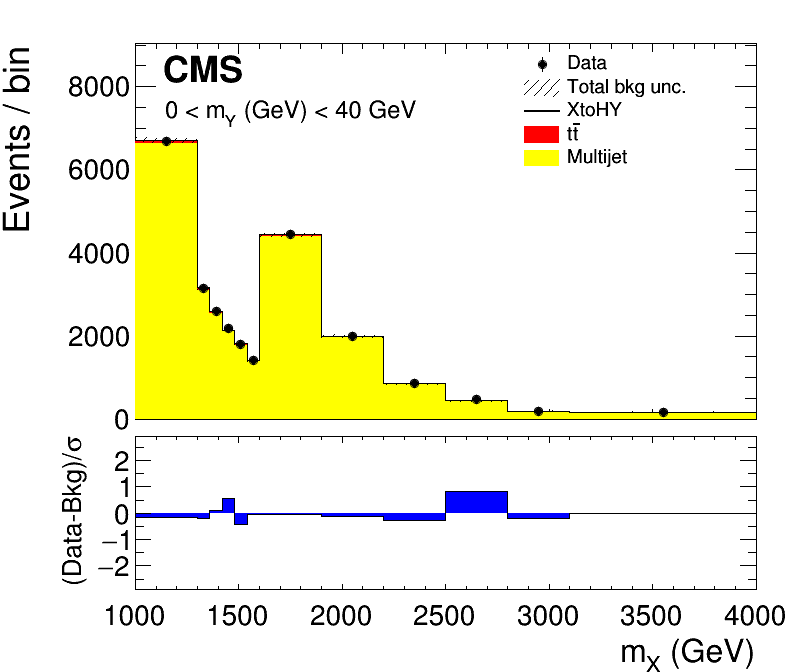 CMS
0 < mY (GeV) < 40 GeV
Data
Total bkg unc.
XtoHY
tt̄
Multijet
Events / bin
8000
6000
4000
2000
0
(Data-Bkg)/σ
2
1
0
−1
−2
1000 1500 2000 2500 3000 3500 4000
mX (GeV)